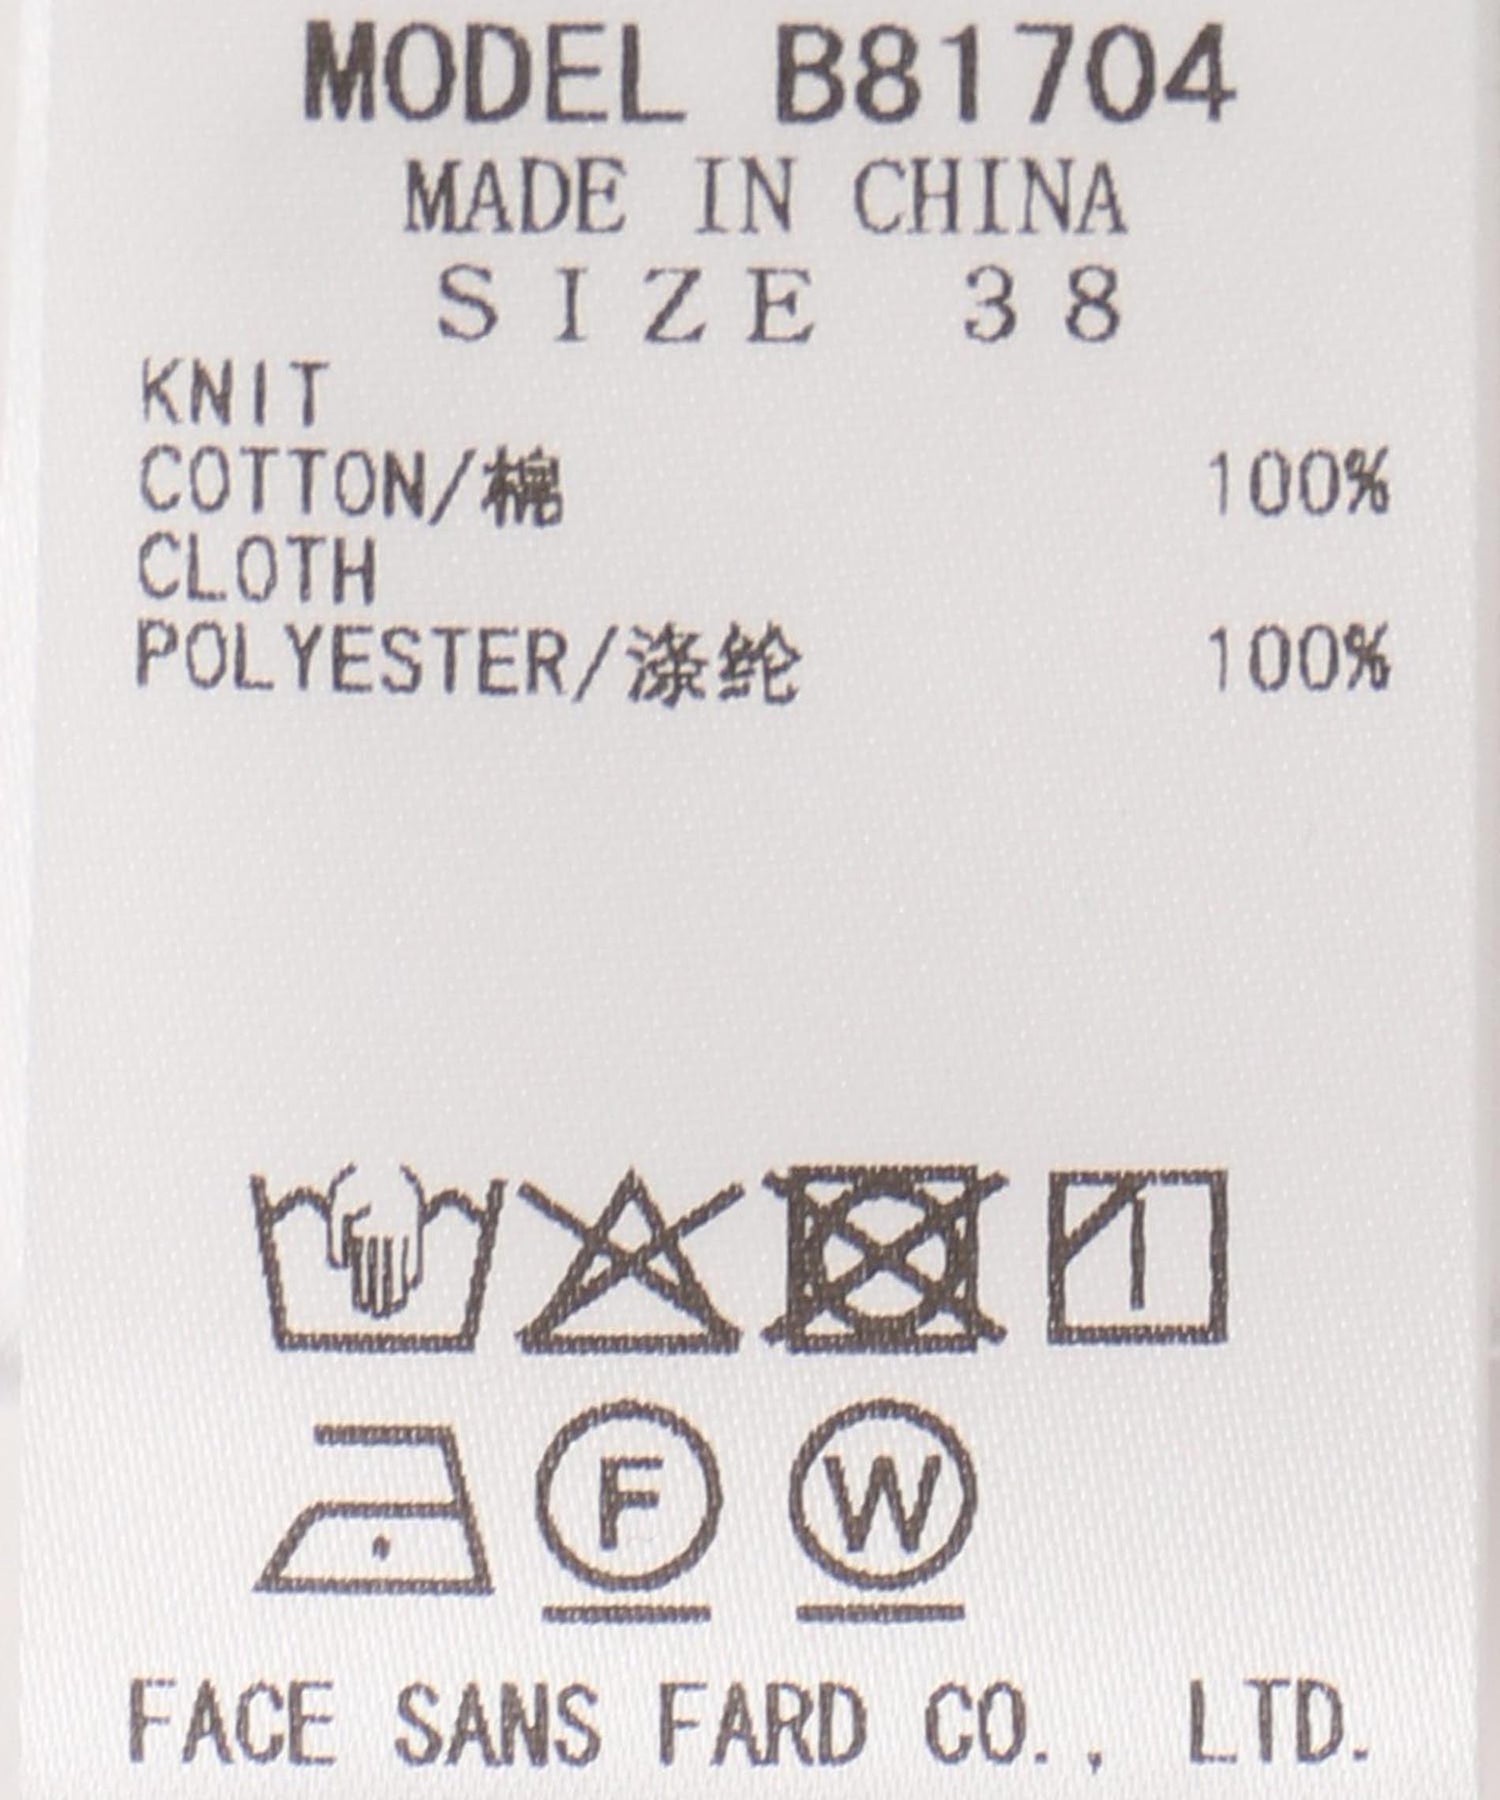 MODEL B81704
MADE IN CHINA
SIZE 38
KNIT
COTTON/棉 100%
CLOTH
POLYESTER/涤纶 100%
F W
FACE SANS FARD CO., LTD.